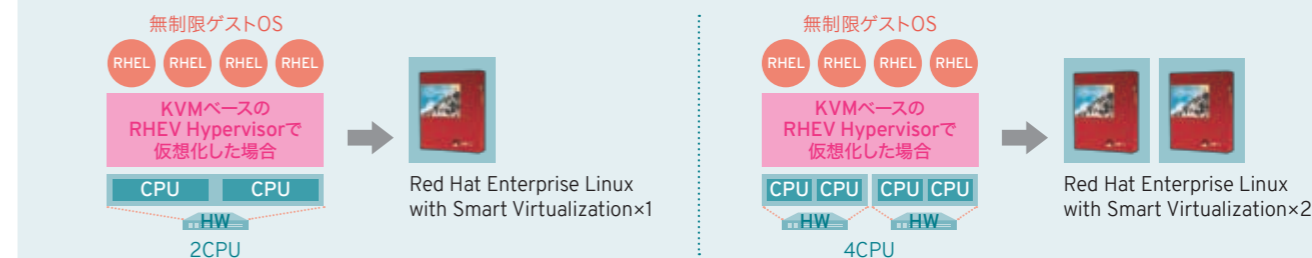 無制限ゲストOS
RHEL RHEL RHEL RHEL
KVMベースの
RHEV Hypervisorで
仮想化した場合
CPU CPU
HW
2CPU
Red Hat Enterprise Linux
with Smart Virtualization×1
無制限ゲストOS
RHEL RHEL RHEL RHEL
KVMベースの
RHEV Hypervisorで
仮想化した場合
CPU CPU CPU CPU
HW HW
4CPU
Red Hat Enterprise Linux
with Smart Virtualization×2